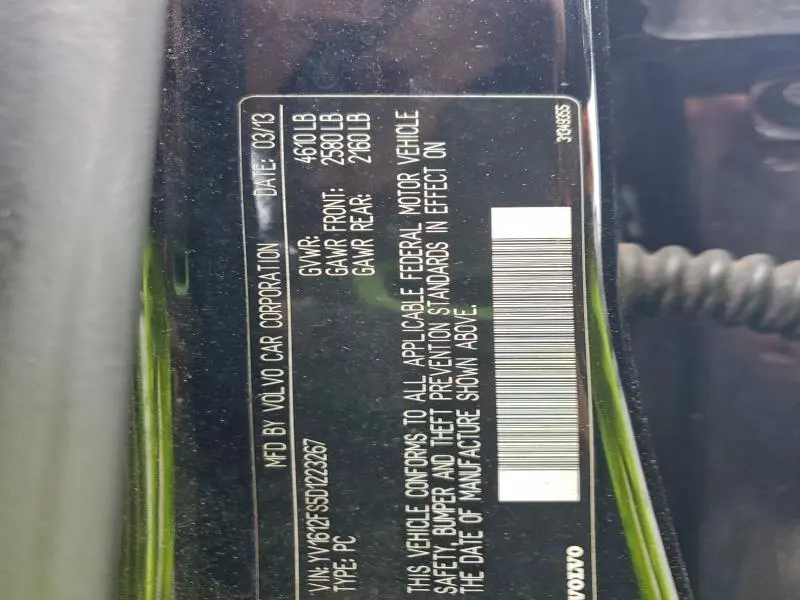 MFD BY VOLVO CAR CORPORATION DATE: 03/13
GVWR: 4610 LB
GAWR FRONT: 2580 LB
GAWR REAR: 2160 LB
VIN: YV1612FS5D1223267
TYPE: PC
THIS VEHICLE CONFORMS TO ALL APPLICABLE FEDERAL MOTOR VEHICLE
SAFETY, BUMPER AND THEFT PREVENTION STANDARDS IN EFFECT ON
THE DATE OF MANUFACTURE SHOWN ABOVE.
VOLVO
31349355